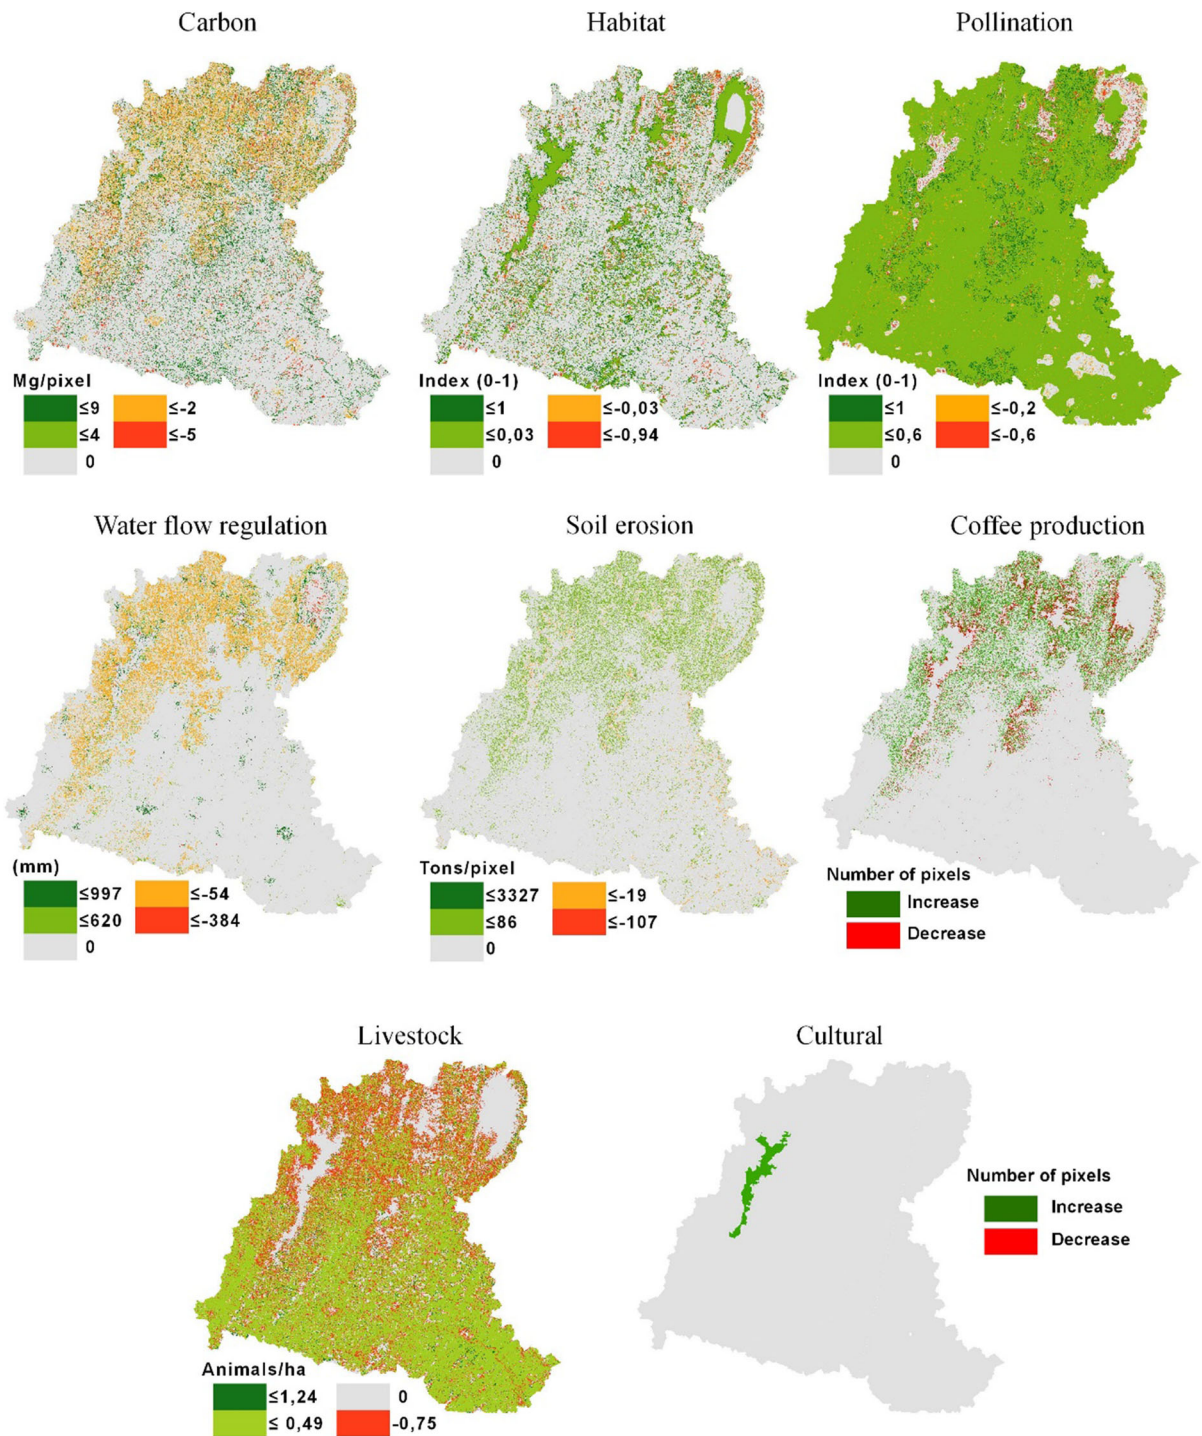 Carbon
Habitat
Pollination
Mg/pixel
≤9
≤-2
≤4
≤-5
0
Index (0-1)
≤1
≤-0,03
≤0,03
≤-0,94
0
Index (0-1)
≤1
≤-0,2
≤0,6
≤-0,6
0
Water flow regulation
Soil erosion
Coffee production
(mm)
≤997
≤-54
≤620
≤-384
0
Tons/pixel
≤3327
≤-19
≤86
≤-107
0
Number of pixels
Increase
Decrease
Livestock
Cultural
Animals/ha
≤1,24
0
≤ 0,49
-0,75
Number of pixels
Increase
Decrease